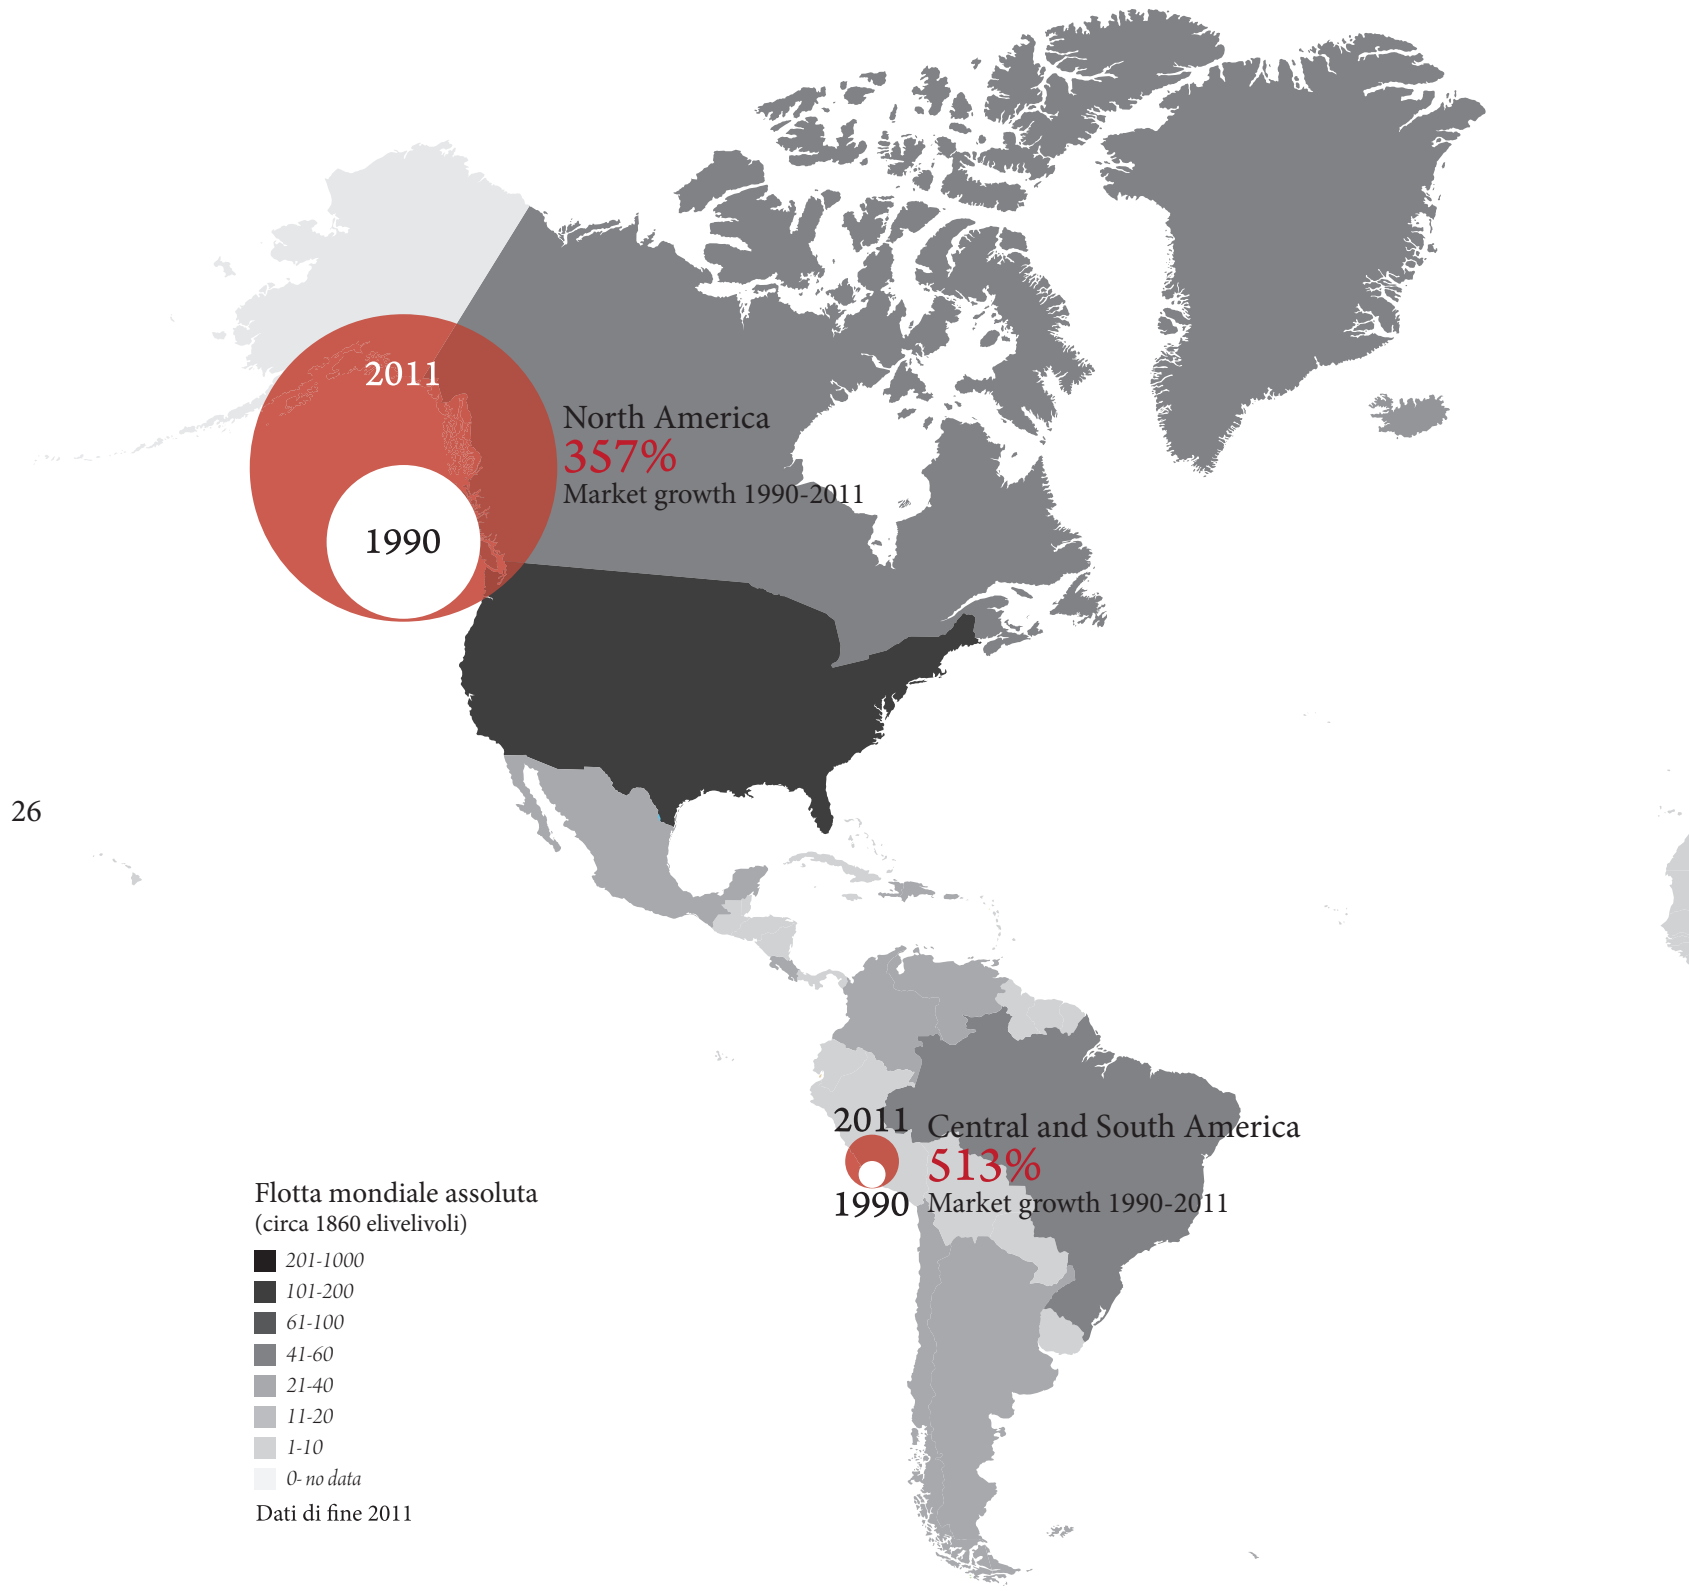 2011
North America
357%
Market growth 1990-2011
1990
26
2011
Central and South America
513%
1990
Market growth 1990-2011
Flotta mondiale assoluta
(circa 1860 elivelivoli)
201-1000
101-200
61-100
41-60
21-40
11-20
1-10
0- no data
Dati di fine 2011